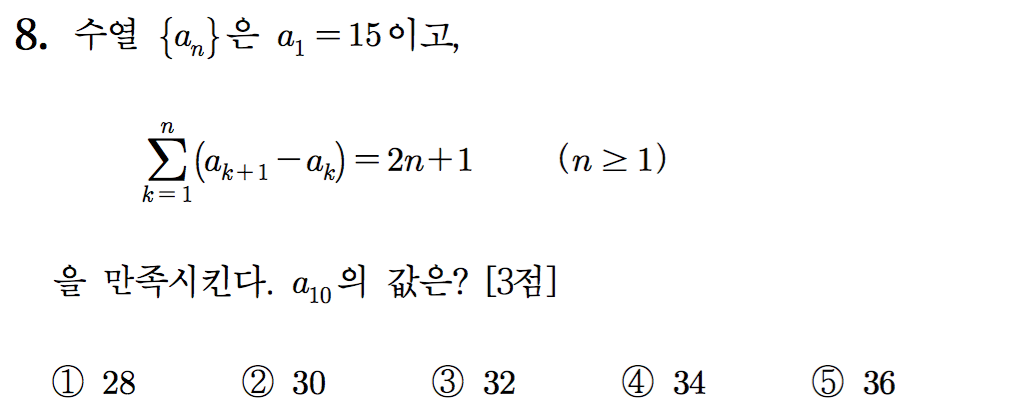 8. 수열 {aₙ}은 a₁ = 15이고,
∑_{k=1}^{n} (a_{k+1} − a_k) = 2n+1 (n ≥ 1)
을 만족시킨다. a₁₀의 값은? [3점]
① 28 ② 30 ③ 32 ④ 34 ⑤ 36